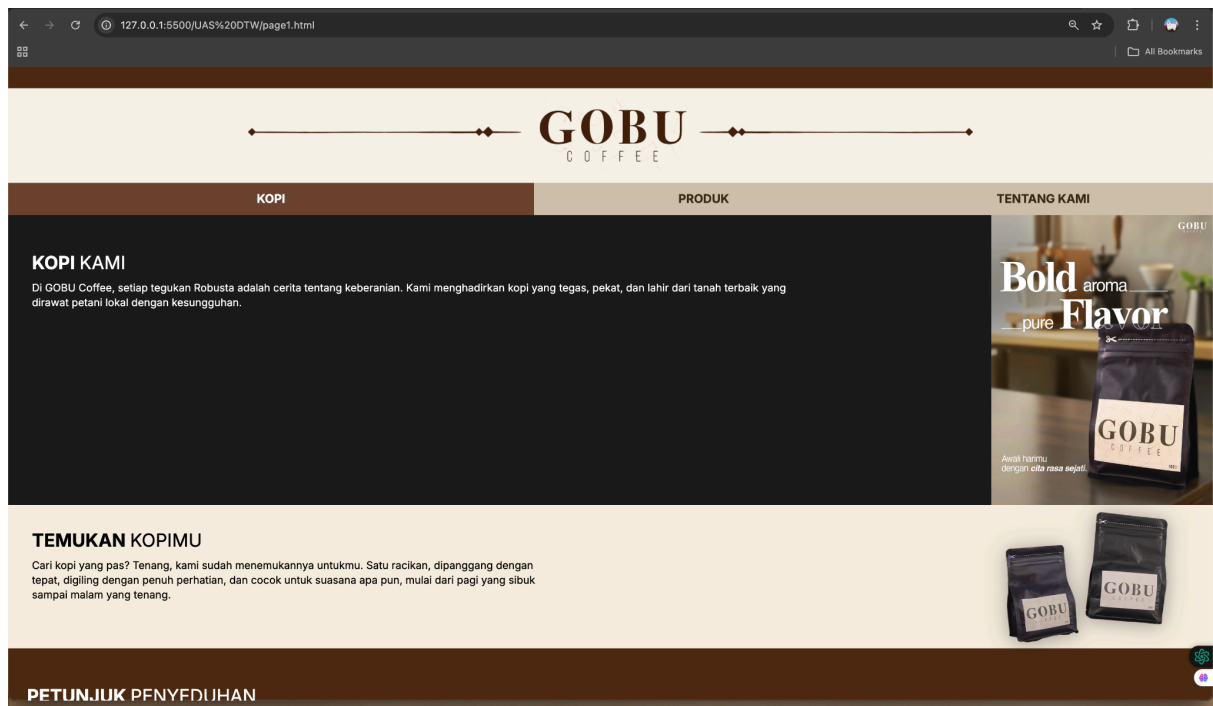 127.0.0.1:5500/UAS%20DTW/page1.html
All Bookmarks
GOBU
COFFEE
KOPI
PRODUK
TENTANG KAMI
KOPI KAMI
Di GOBU Coffee, setiap tegukan Robusta adalah cerita tentang keberanian. Kami menghadirkan kopi yang tegas, pekat, dan lahir dari tanah terbaik yang
dirawat petani lokal dengan kesungguhan.
GOBU
Bold aroma
pure Flavor
GOBU
COFFEE
Awali harimu
dengan cita rasa sejati.
TEMUKAN KOPIMU
Cari kopi yang pas? Tenang, kami sudah menemukannya untukmu. Satu racikan, dipanggang dengan
tepat, digiling dengan penuh perhatian, dan cocok untuk suasana apa pun, mulai dari pagi yang sibuk
sampai malam yang tenang.
GOBU
GOBU
PETUNJUK PENYEDUHAN